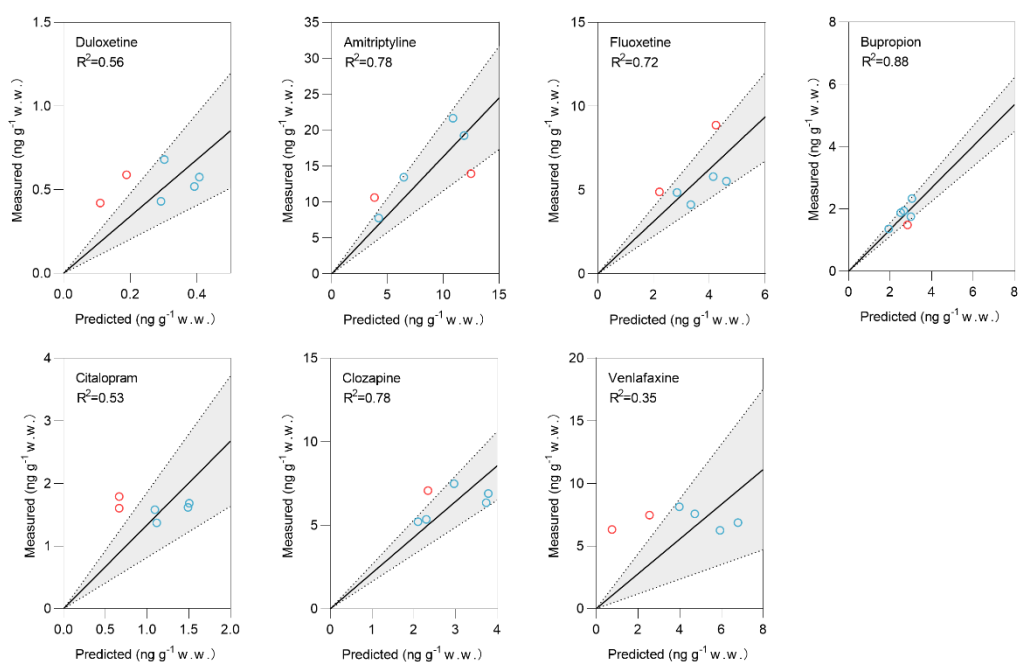 Duloxetine
R²=0.56
Measured (ng g⁻¹ w.w.)
1.5
1.0
0.5
0.0
0.0 0.2 0.4
Predicted (ng g⁻¹ w.w.)
Amitriptyline
R²=0.78
Measured (ng g⁻¹ w.w.)
35
30
25
20
15
10
5
0
0 5 10 15
Predicted (ng g⁻¹ w.w.)
Fluoxetine
R²=0.72
Measured (ng g⁻¹ w.w.)
15
10
5
0
0 2 4 6
Predicted (ng g⁻¹ w.w.)
Bupropion
R²=0.88
Measured (ng g⁻¹ w.w.)
8
6
4
2
0
0 2 4 6 8
Predicted (ng g⁻¹ w.w.)
Citalopram
R²=0.53
Measured (ng g⁻¹ w.w.)
4
3
2
1
0
0.0 0.5 1.0 1.5 2.0
Predicted (ng g⁻¹ w.w.)
Clozapine
R²=0.78
Measured (ng g⁻¹ w.w.)
15
10
5
0
0 1 2 3 4
Predicted (ng g⁻¹ w.w.)
Venlafaxine
R²=0.35
Measured (ng g⁻¹ w.w.)
20
15
10
5
0
0 2 4 6 8
Predicted (ng g⁻¹ w.w.)